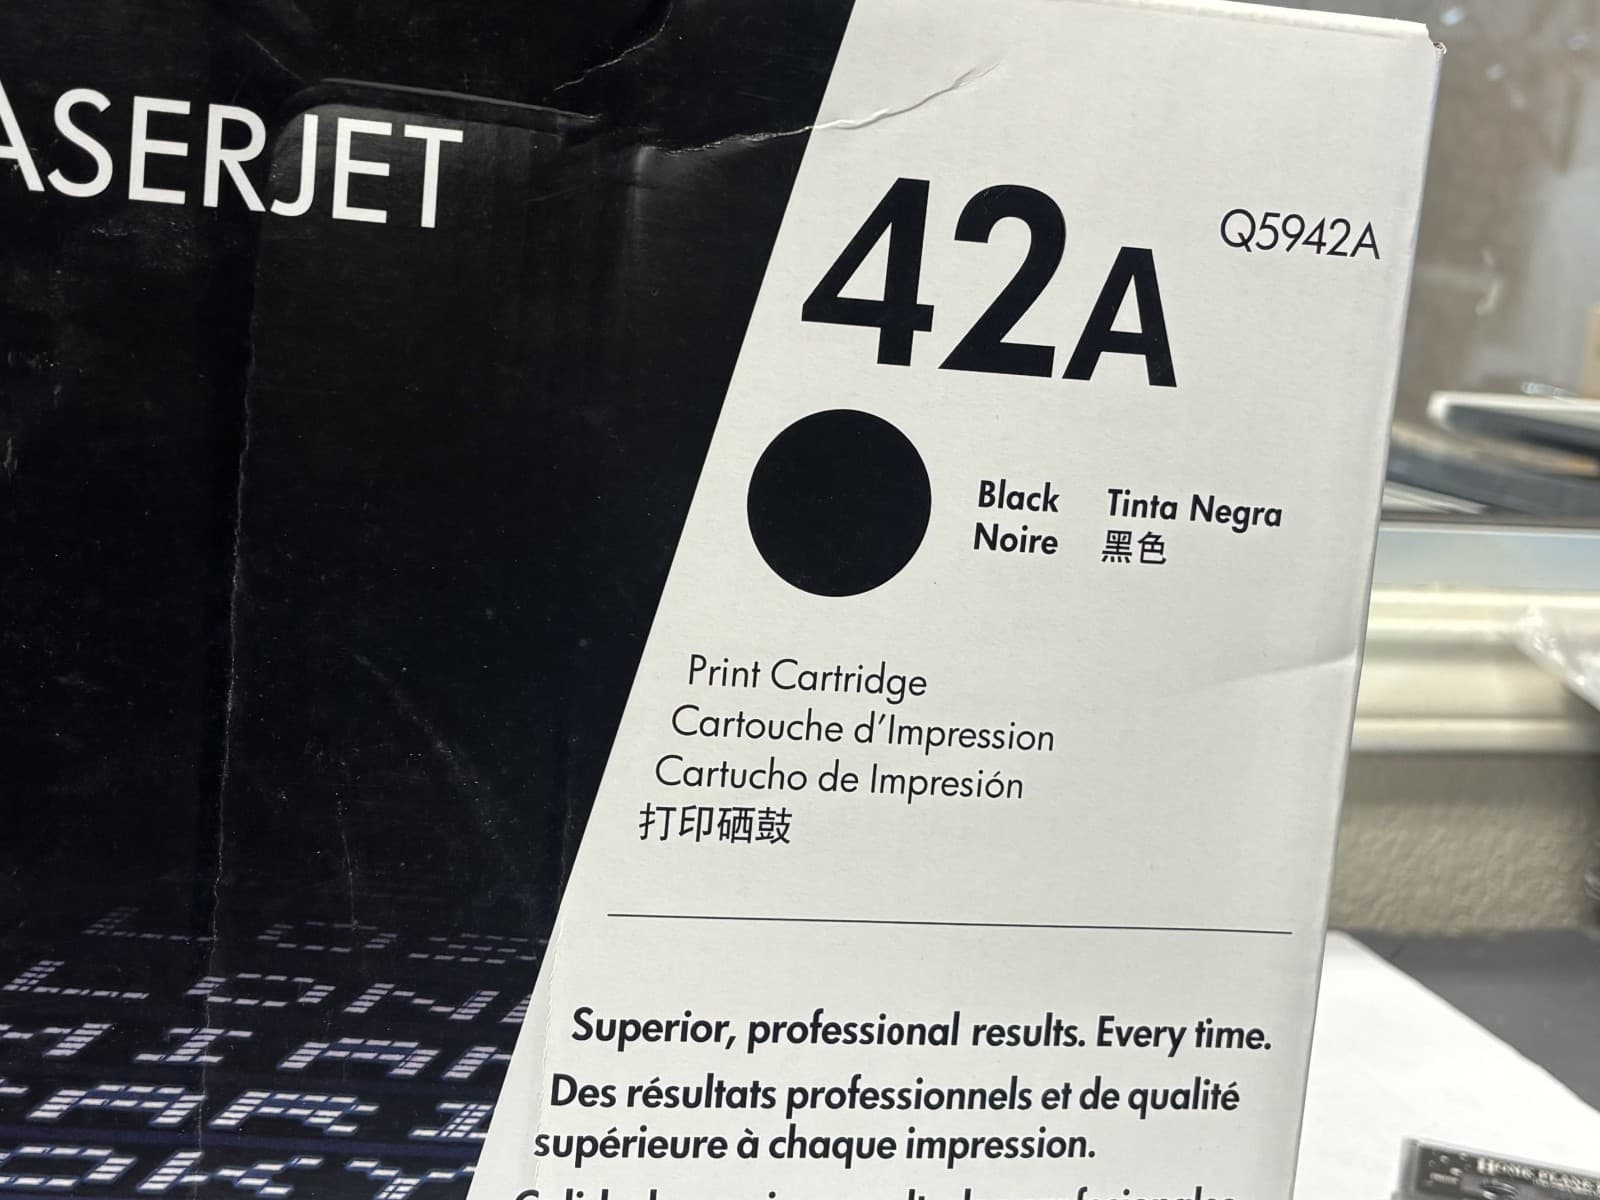 ASERJET
42A
Q5942A
Black
Noire
Tinta Negra
黑色
Print Cartridge
Cartouche d'Impression
Cartucho de Impresión
打印硒鼓
Superior, professional results. Every time.
Des résultats professionnels et de qualité
supérieure à chaque impression.